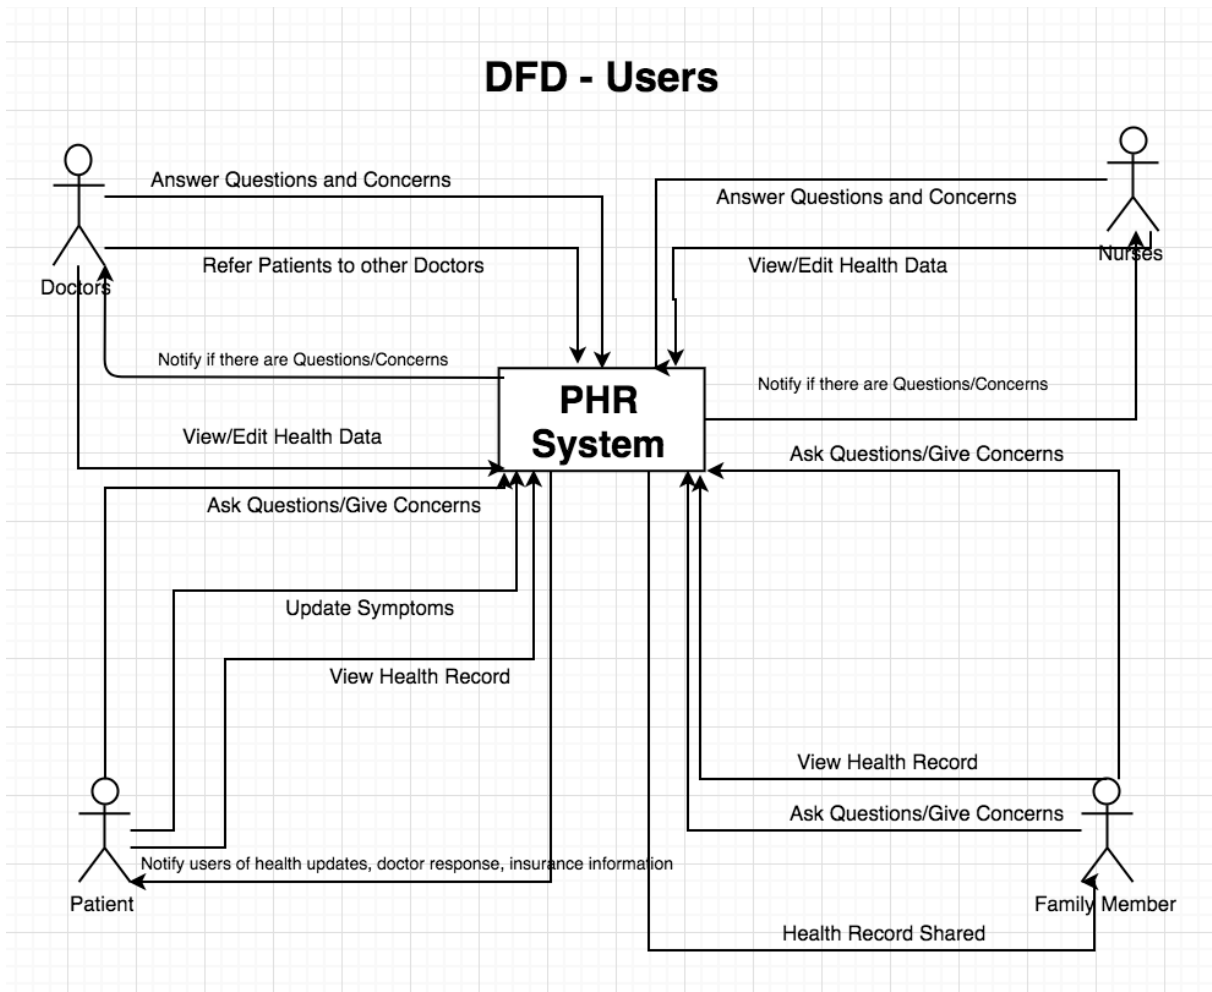 DFD - Users
Answer Questions and Concerns
Answer Questions and Concerns
Refer Patients to other Doctors
View/Edit Health Data
Nurses
Doctors
Notify if there are Questions/Concerns
Notify if there are Questions/Concerns
PHR
System
View/Edit Health Data
Ask Questions/Give Concerns
Ask Questions/Give Concerns
Update Symptoms
View Health Record
View Health Record
Ask Questions/Give Concerns
Notify users of health updates, doctor response, insurance information
Patient
Family Member
Health Record Shared